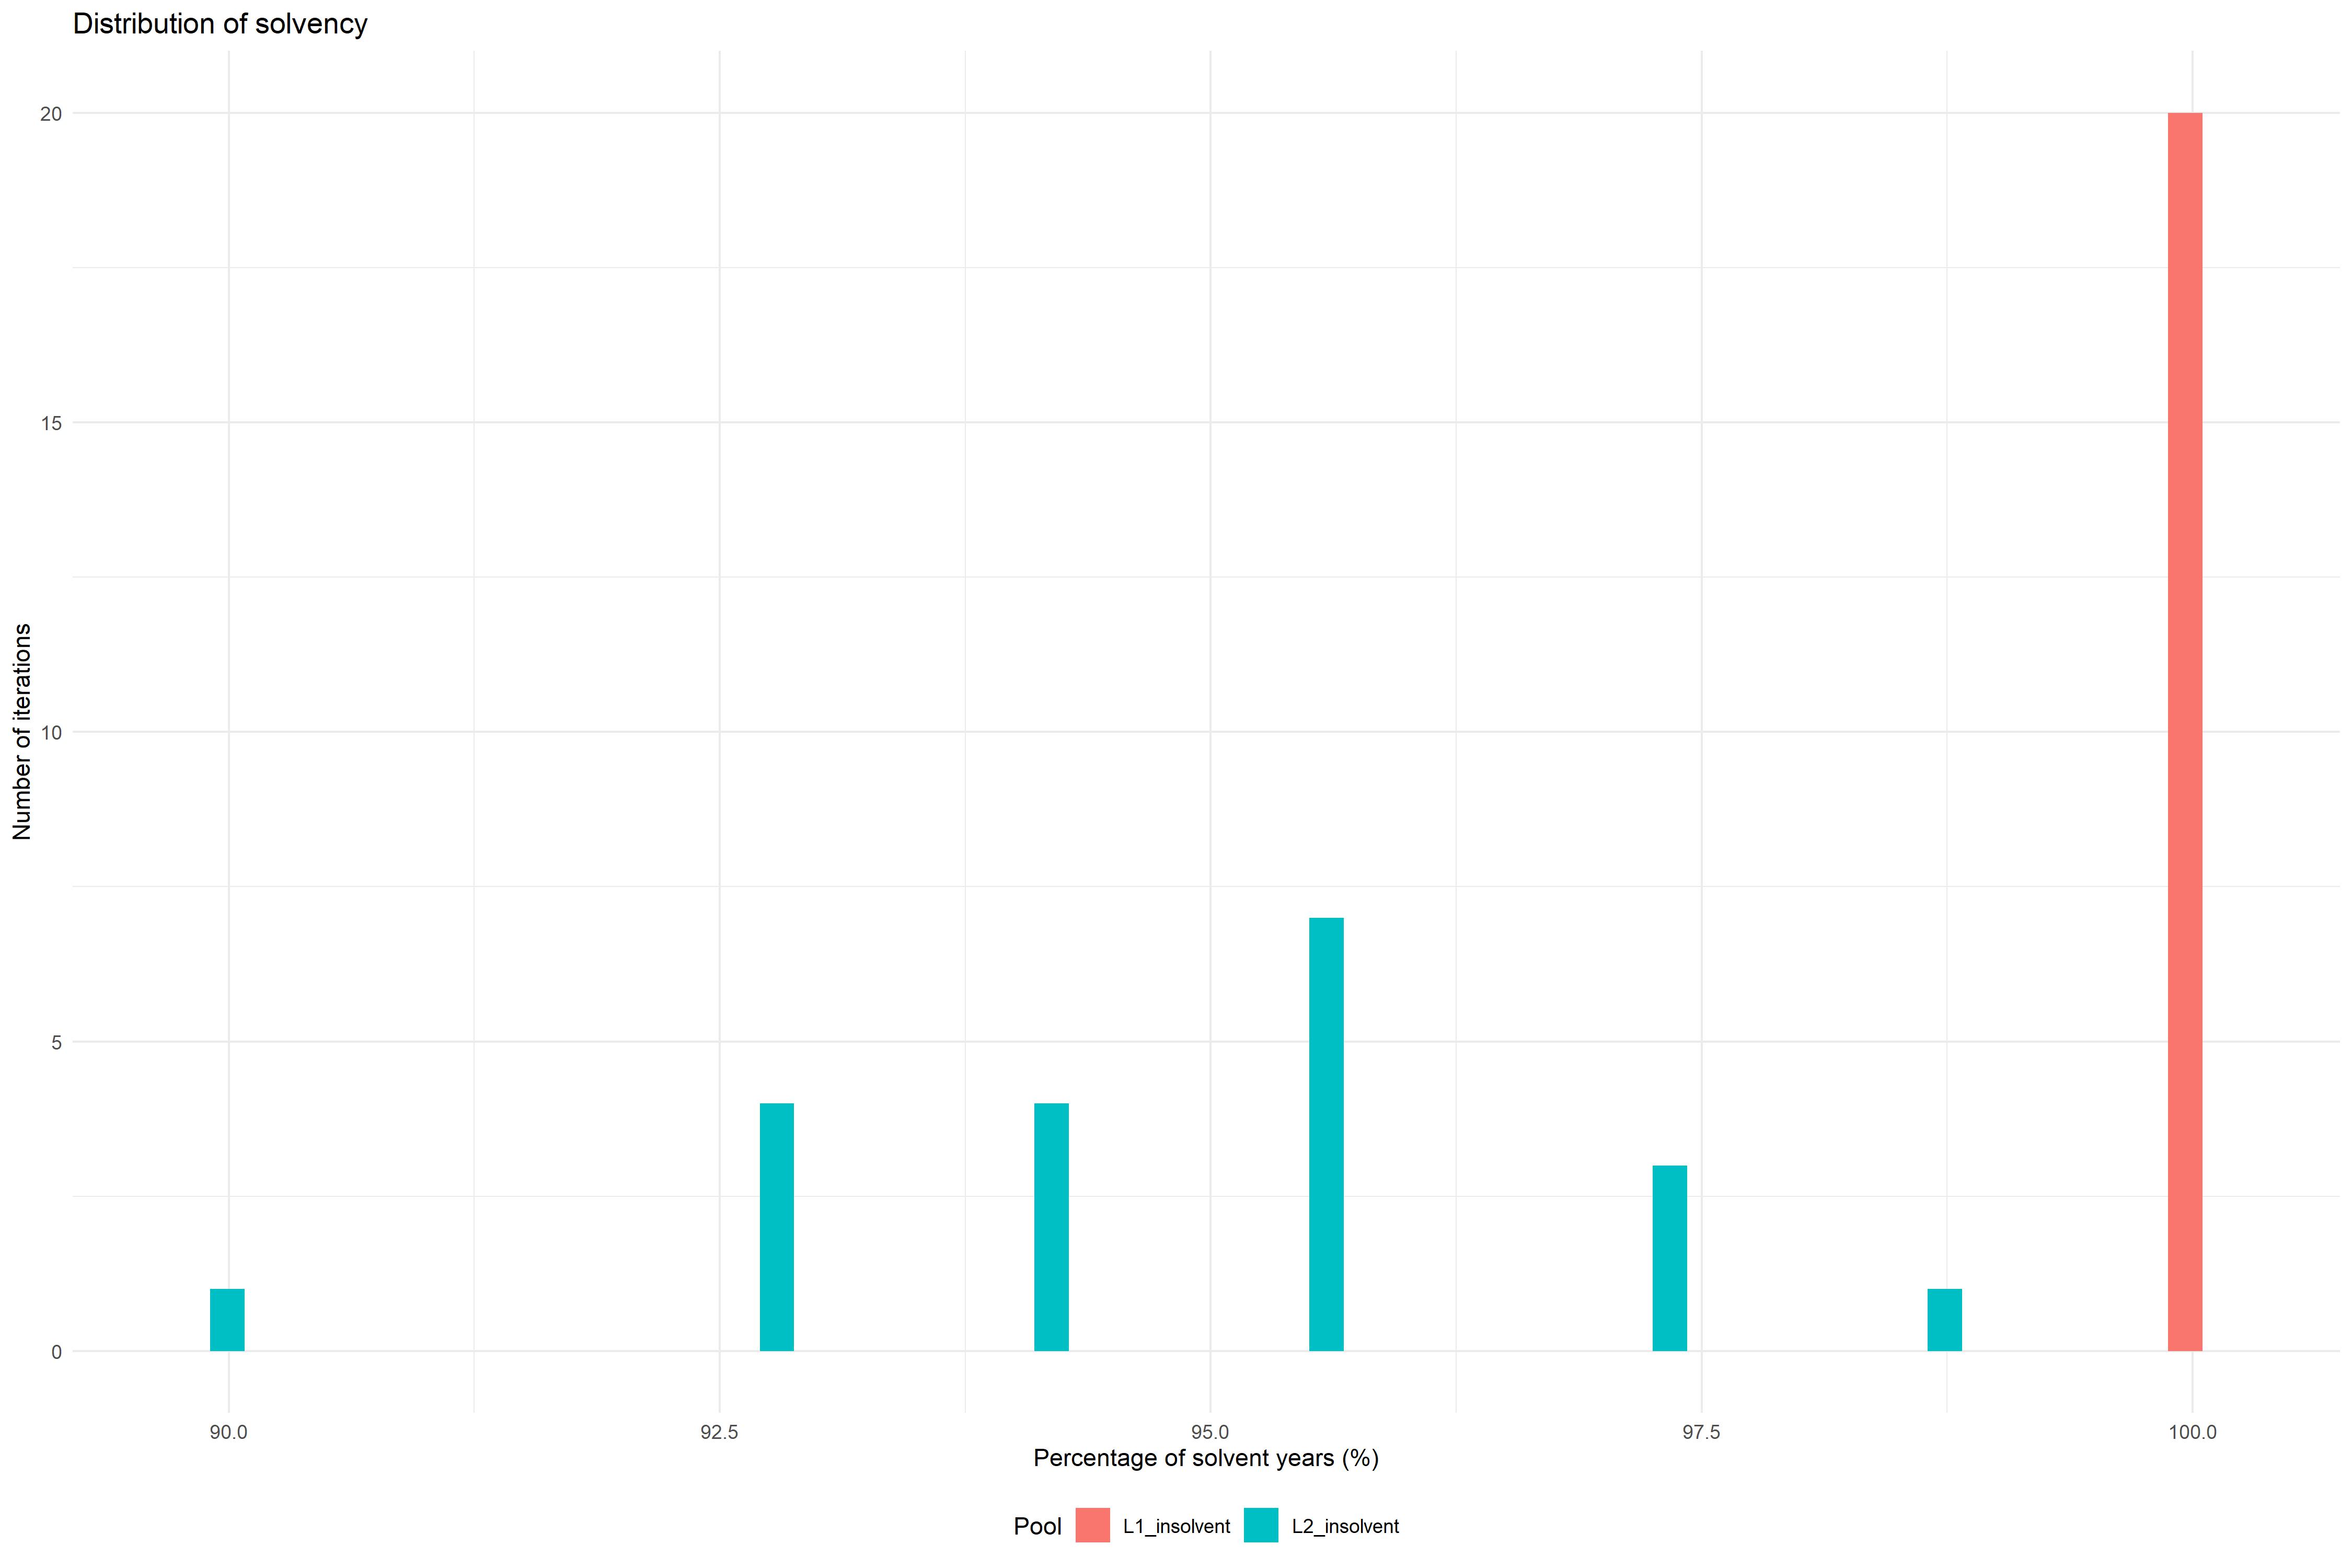 Distribution of solvency
Number of iterations
20
15
10
5
0
90.0 92.5 95.0 97.5 100.0
Percentage of solvent years (%)
Pool L1_insolvent L2_insolvent